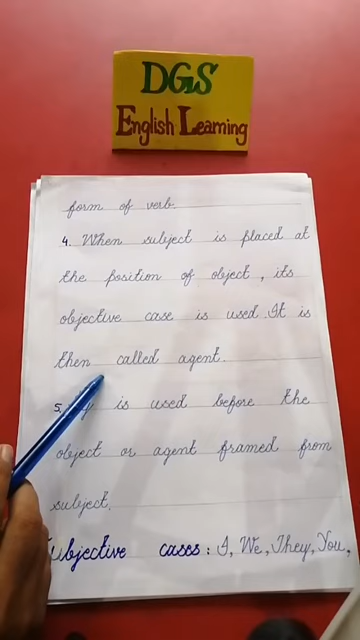 DGS
English Learning
form of verb.
4. When subject is placed at
the position of object, its
objective case is used. It is
then called agent.
5. is used before the
object or agent framed from
subject.
cases: I, We, They, You,